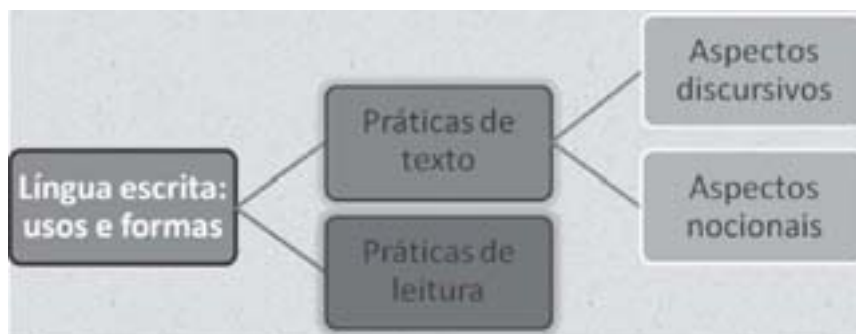 Língua escrita:
usos e formas
Práticas de
texto
Práticas de
leitura
Aspectos
discursivos
Aspectos
nocionais